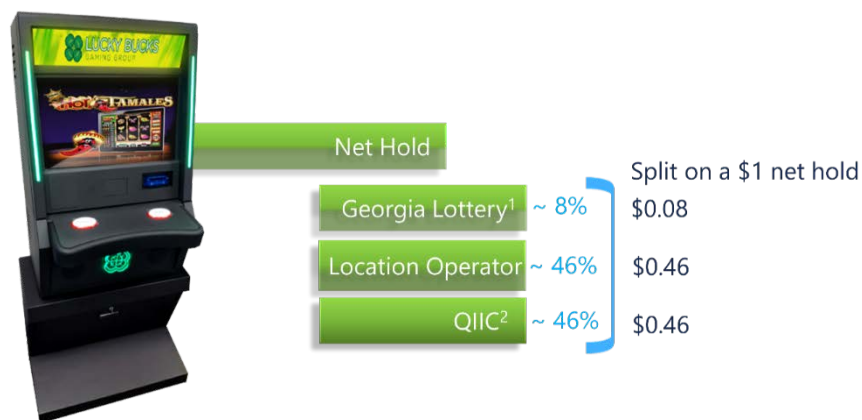 LUCKY BUCKS
GAMING GROUP
HOT TAMALES
Net Hold
Split on a $1 net hold
Georgia Lottery¹ ~ 8% $0.08
Location Operator ~ 46% $0.46
QIIC² ~ 46% $0.46